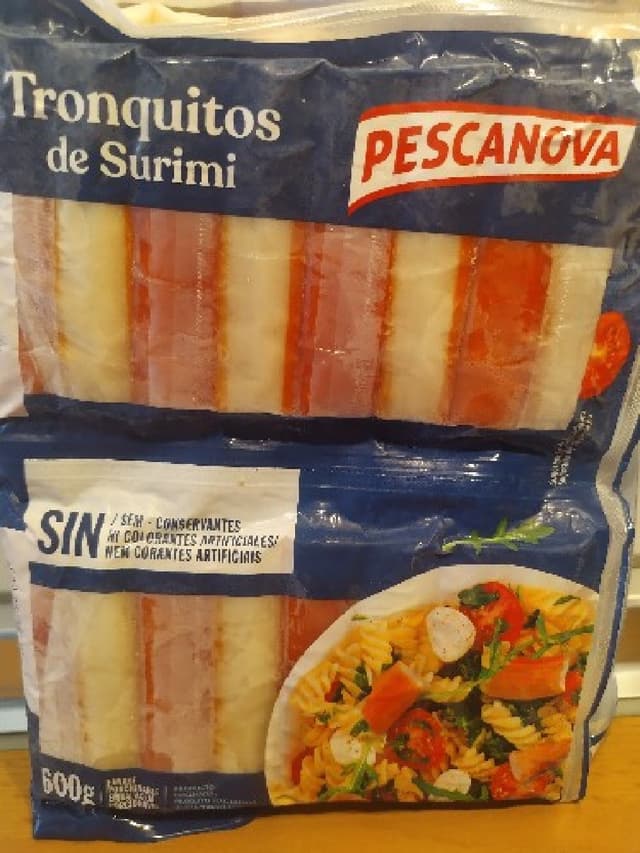 Tronquitos
de Surimi
PESCANOVA
SIN / SEM - CONSERVANTES
NI COLORANTES ARTIFICIALES/
NEM CORANTES ARTIFICIAIS
600g